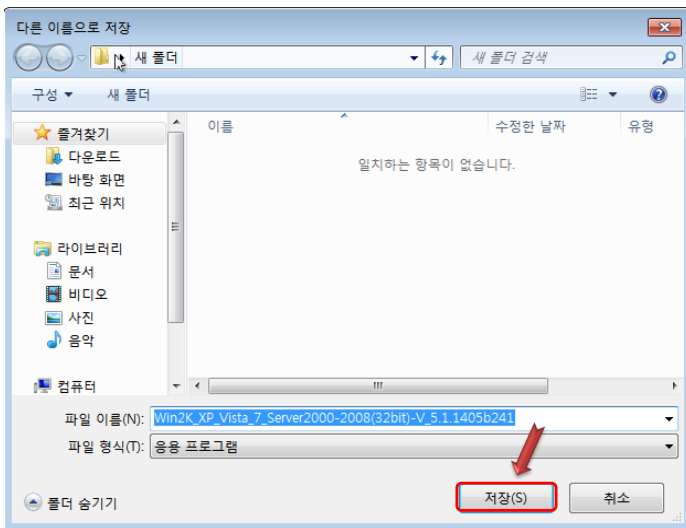 다른 이름으로 저장
새 폴더
새 폴더 검색
구성
새 폴더
즐겨찾기
다운로드
바탕 화면
최근 위치
라이브러리
문서
비디오
사진
음악
컴퓨터
이름
수정한 날짜
유형
일치하는 항목이 없습니다.
파일 이름(N): Win2K_XP_Vista_7_Server2000-2008(32bit)-V_5.1.1405b241
파일 형식(T): 응용 프로그램
폴더 숨기기
저장(S)
취소